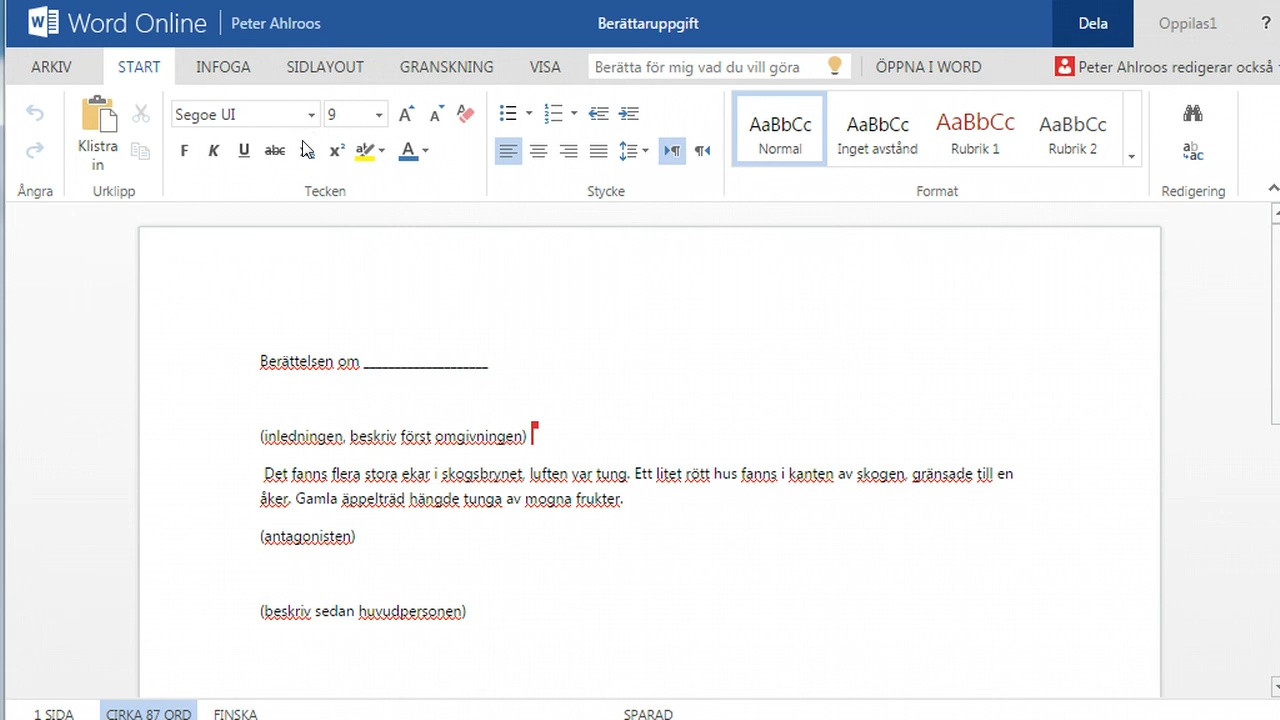 Word Online Peter Ahlroos Berättaruppgift Dela Oppilas1 ?
ARKIV START INFOGA SIDLAYOUT GRANSKNING VISA Berätta för mig vad du vill göra ÖPPNA I WORD Peter Ahlroos redigerar också
Klistra in
Segoe UI 9
F K U abc x² A
AaBbCc AaBbCc AaBbCc AaBbCc
Normal Inget avstånd Rubrik 1 Rubrik 2
Ångra Urklipp Tecken Stycke Format Redigering
Berättelsen om ____________________
(inledningen, beskriv först omgivningen)
Det fanns flera stora ekar i skogsbrynet, luften var tung. Ett litet rött hus fanns i kanten av skogen, gränsade till en
åker. Gamla äppelträd hängde tunga av mogna frukter.
(antagonisten)
(beskriv sedan huvudpersonen)
1 SIDA CIRKA 87 ORD FINSKA SPARAD